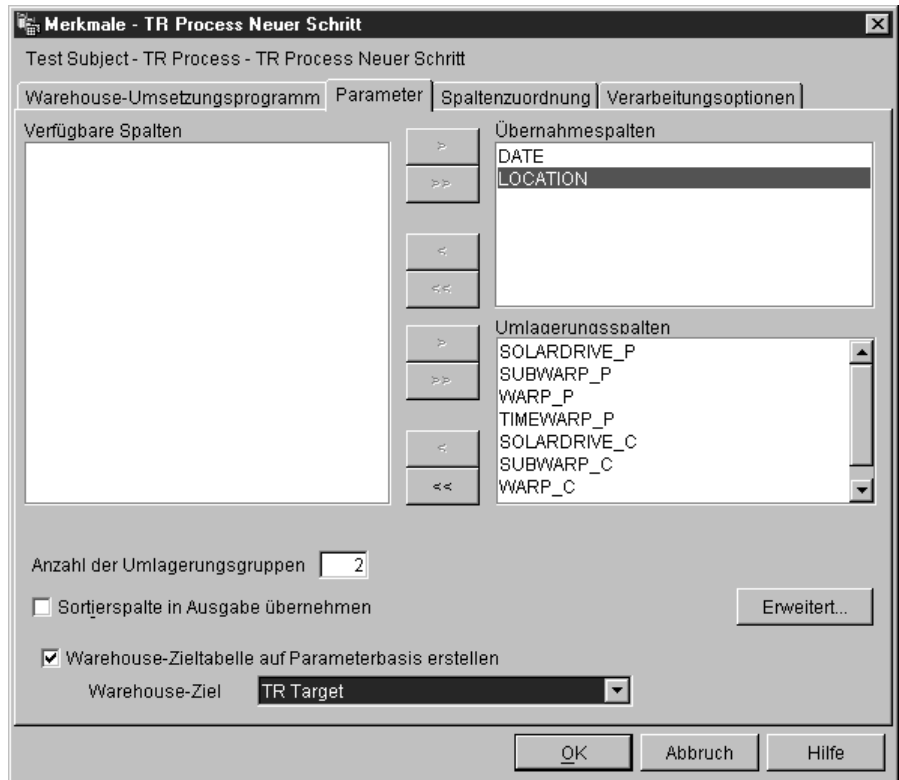 Merkmale - TR Process Neuer Schritt
Test Subject - TR Process - TR Process Neuer Schritt
Warehouse-Umsetzungsprogramm Parameter Spaltenzuordnung Verarbeitungsoptionen
Verfügbare Spalten
>
>>
<
<<
Übernahmespalten
DATE
LOCATION
>
>>
<
<<
Umlagerungsspalten
SOLARDRIVE_P
SUBWARP_P
WARP_P
TIMEWARP_P
SOLARDRIVE_C
SUBWARP_C
WARP_C
Anzahl der Umlagerungsgruppen 2
Sortierspalte in Ausgabe übernehmen
Erweitert...
Warehouse-Zieltabelle auf Parameterbasis erstellen
Warehouse-Ziel TR Target
OK Abbruch Hilfe